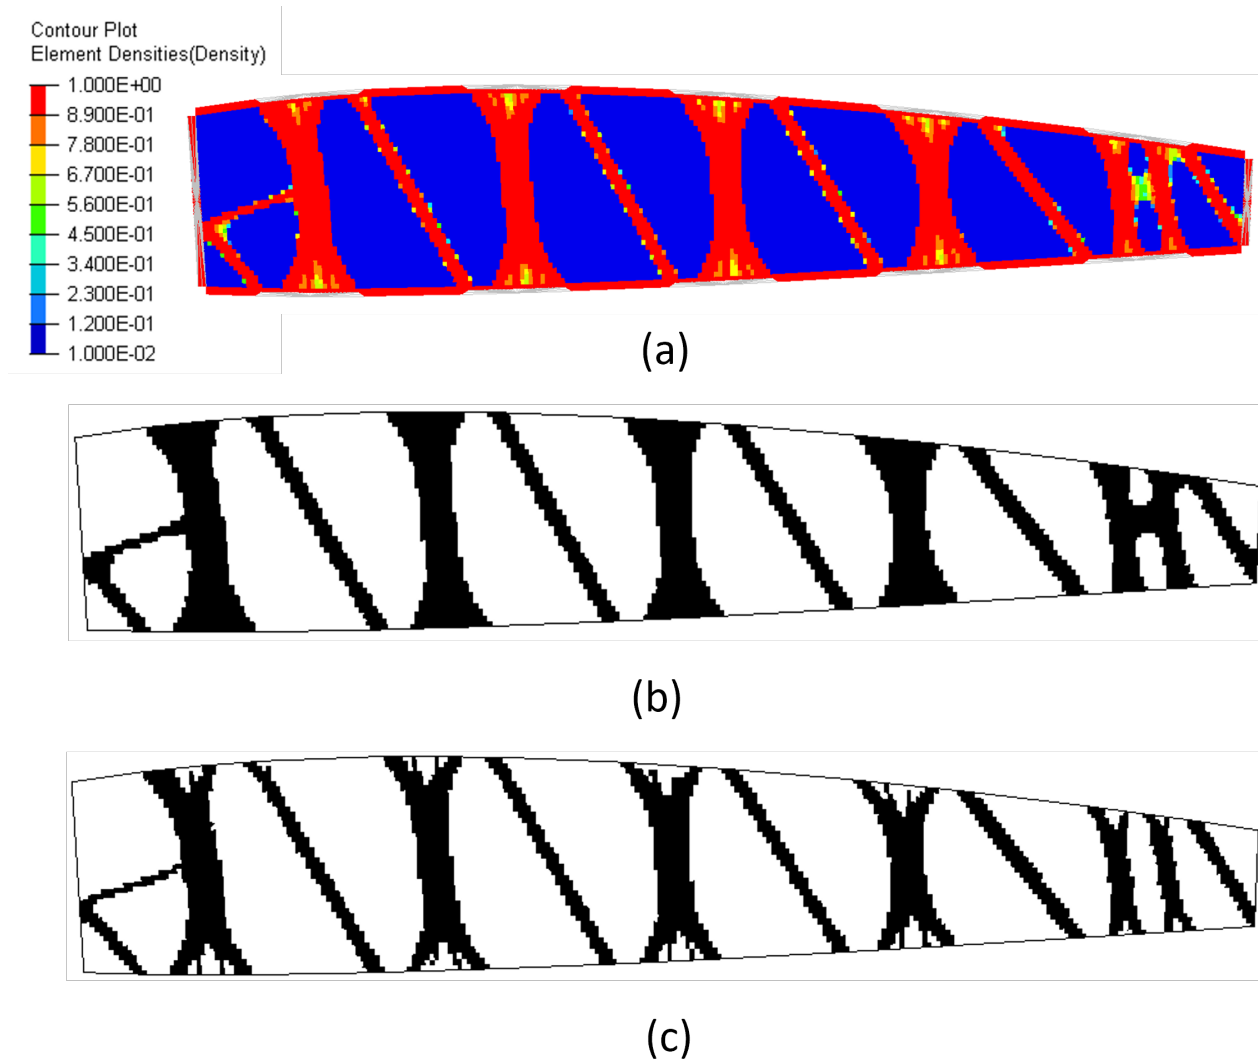 Contour Plot
Element Densities(Density)
1.000E+00
8.900E-01
7.800E-01
6.700E-01
5.600E-01
4.500E-01
3.400E-01
2.300E-01
1.200E-01
1.000E-02
(a)
(b)
(c)